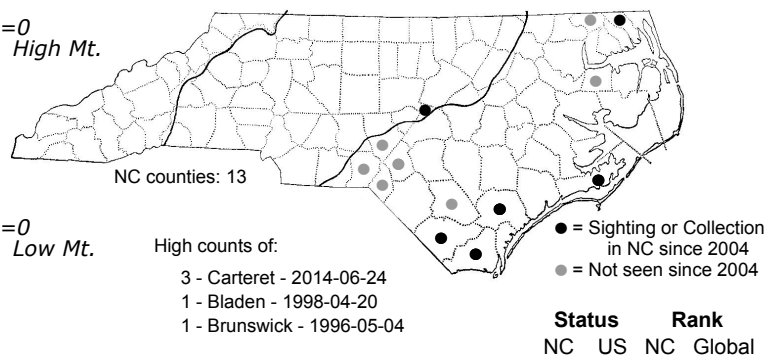 =0
High Mt.
NC counties: 13
=0
Low Mt.
High counts of:
3 - Carteret - 2014-06-24
1 - Bladen - 1998-04-20
1 - Brunswick - 1996-05-04
● = Sighting or Collection
in NC since 2004
● = Not seen since 2004
Status Rank
NC US NC Global